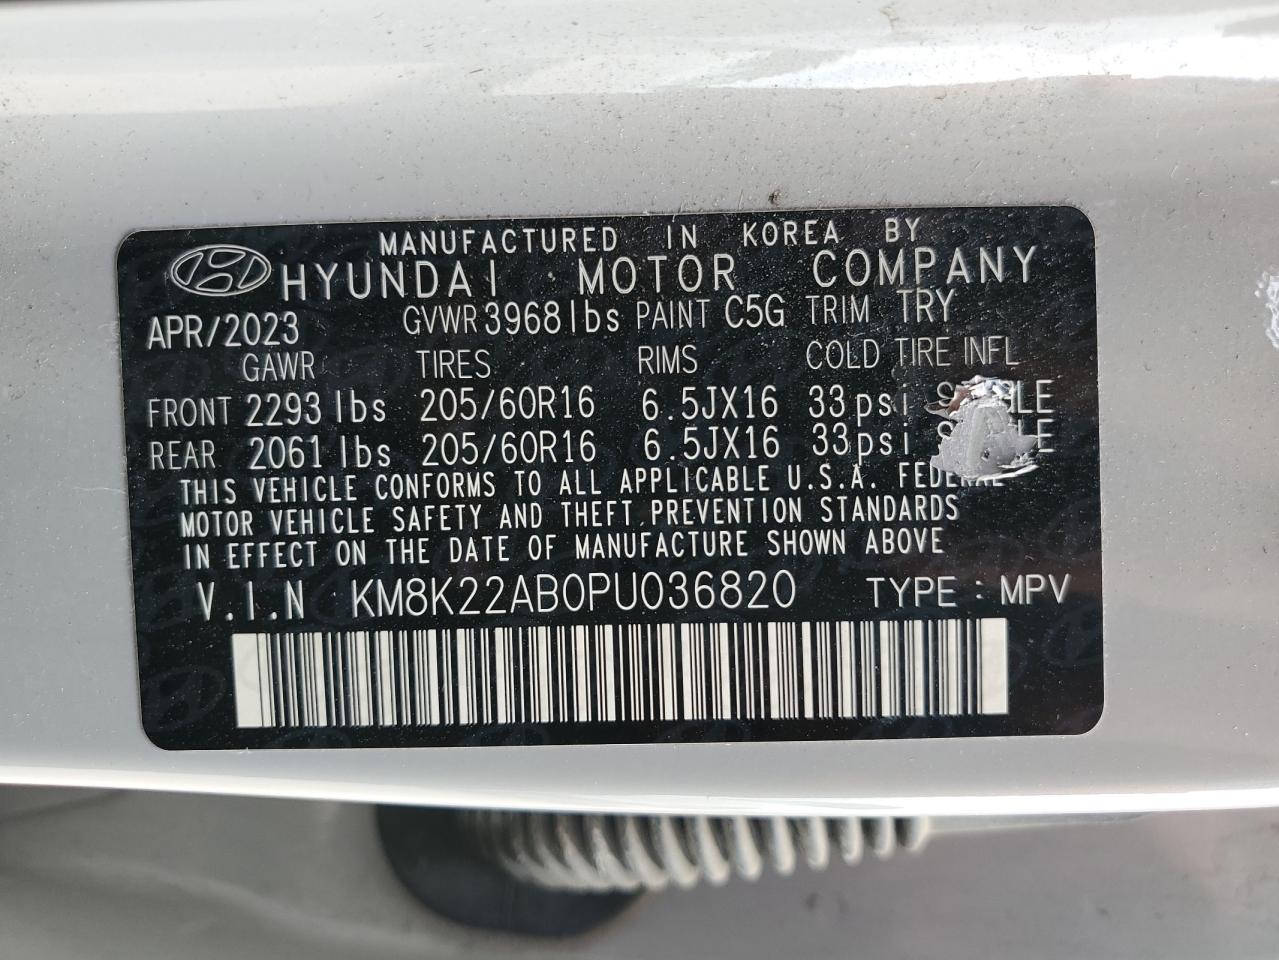 MANUFACTURED IN KOREA BY
HYUNDAI MOTOR COMPANY
APR/2023 GVWR 3968 lbs PAINT C5G TRIM TRY
GAWR TIRES RIMS COLD TIRE INFL
FRONT 2293 lbs 205/60R16 6.5JX16 33psi
REAR 2061 lbs 205/60R16 6.5JX16 33psi
THIS VEHICLE CONFORMS TO ALL APPLICABLE U.S.A. FEDERAL
MOTOR VEHICLE SAFETY AND THEFT PREVENTION STANDARDS
IN EFFECT ON THE DATE OF MANUFACTURE SHOWN ABOVE
V.I.N KM8K22AB0PU036820 TYPE : MPV